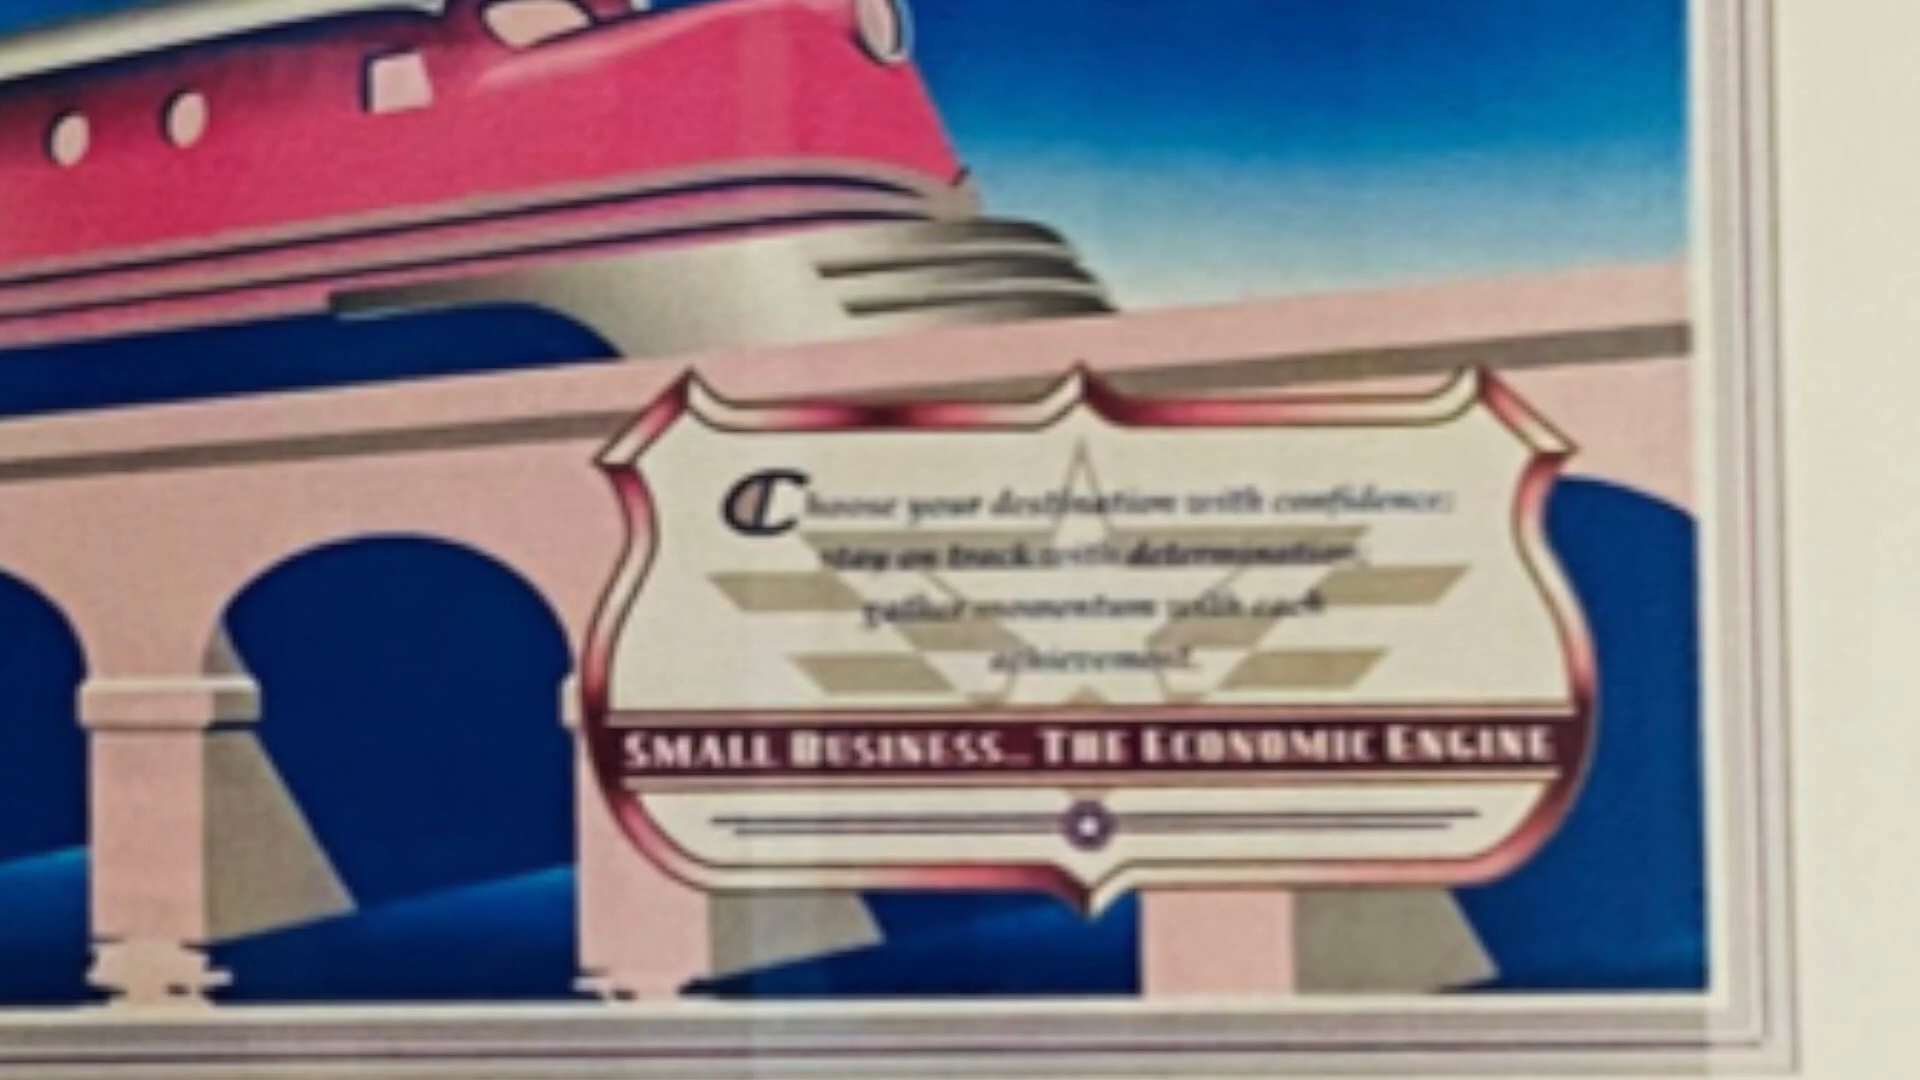 Choose your destination with confidence;
stay on track with determination;
gather momentum with each
achievement.
SMALL BUSINESS... THE ECONOMIC ENGINE